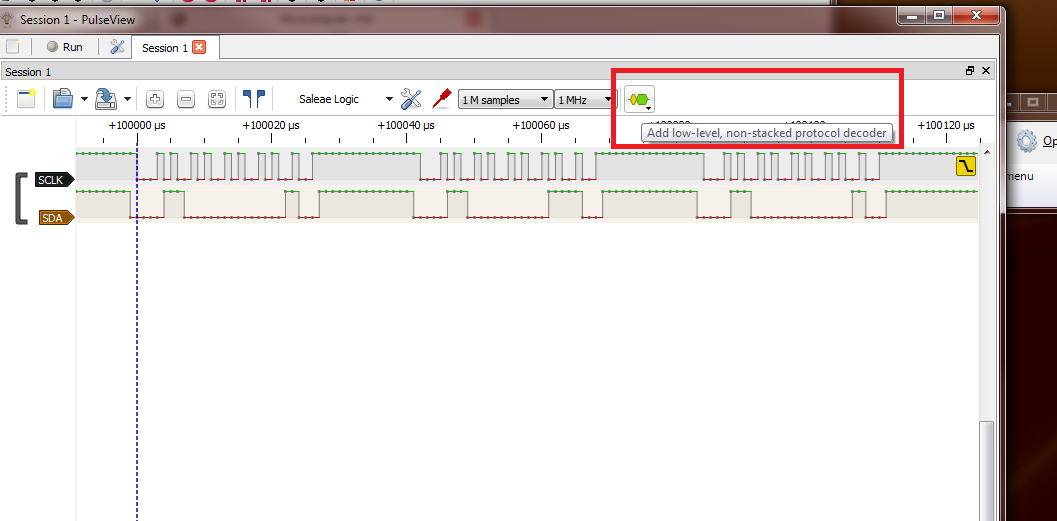 Session 1 - PulseView
Run
Session 1
Session 1
Saleae Logic
1 M samples
1 MHz
+100000 µs
+100020 µs
+100040 µs
+100060 µs
+100120 µs
Add low-level, non-stacked protocol decoder
SCLK
SDA
Op
menu